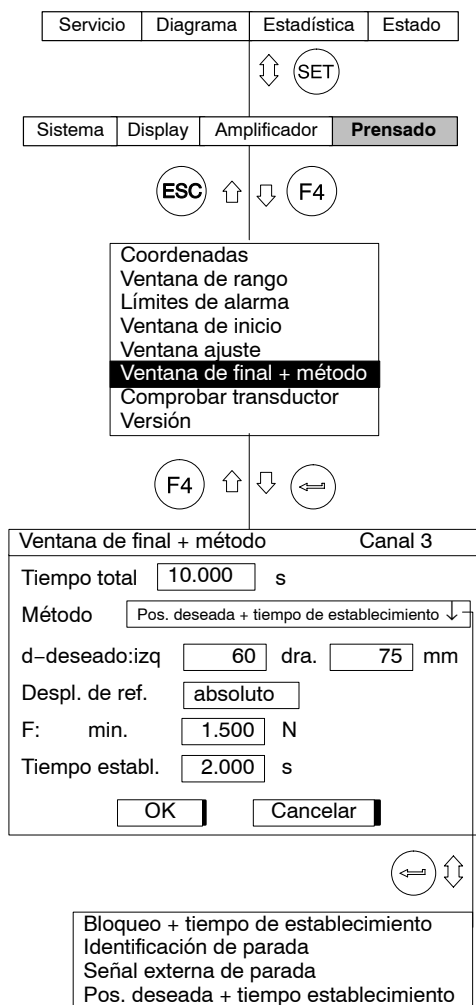 Servicio Diagrama Estadística Estado
SET
Sistema Display Amplificador Prensado
ESC F4
Coordenadas
Ventana de rango
Límites de alarma
Ventana de inicio
Ventana ajuste
Ventana de final + método
Comprobar transductor
Versión
F4
Ventana de final + método Canal 3
Tiempo total 10.000 s
Método Pos. deseada + tiempo de establecimiento
d−deseado:izq 60 dra. 75 mm
Despl. de ref. absoluto
F: min. 1.500 N
Tiempo establ. 2.000 s
OK Cancelar
Bloqueo + tiempo de establecimiento
Identificación de parada
Señal externa de parada
Pos. deseada + tiempo establecimiento